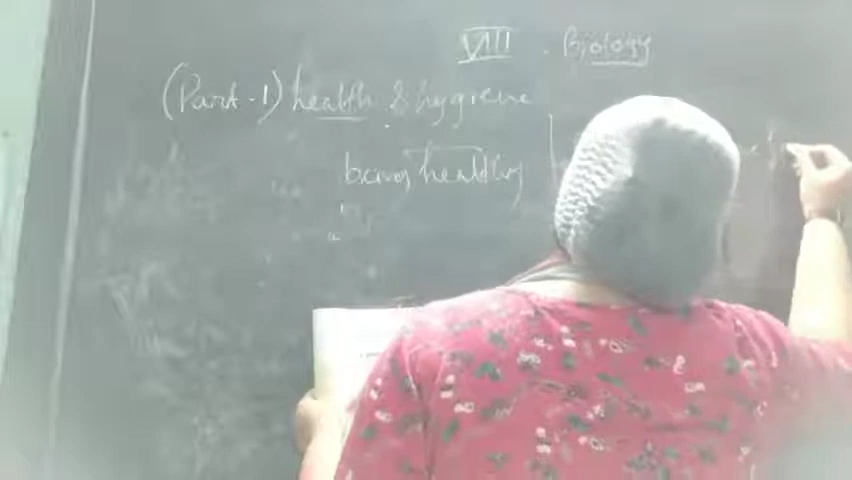 VIII . Biology
(Part-1) health & hygiene
being healthy